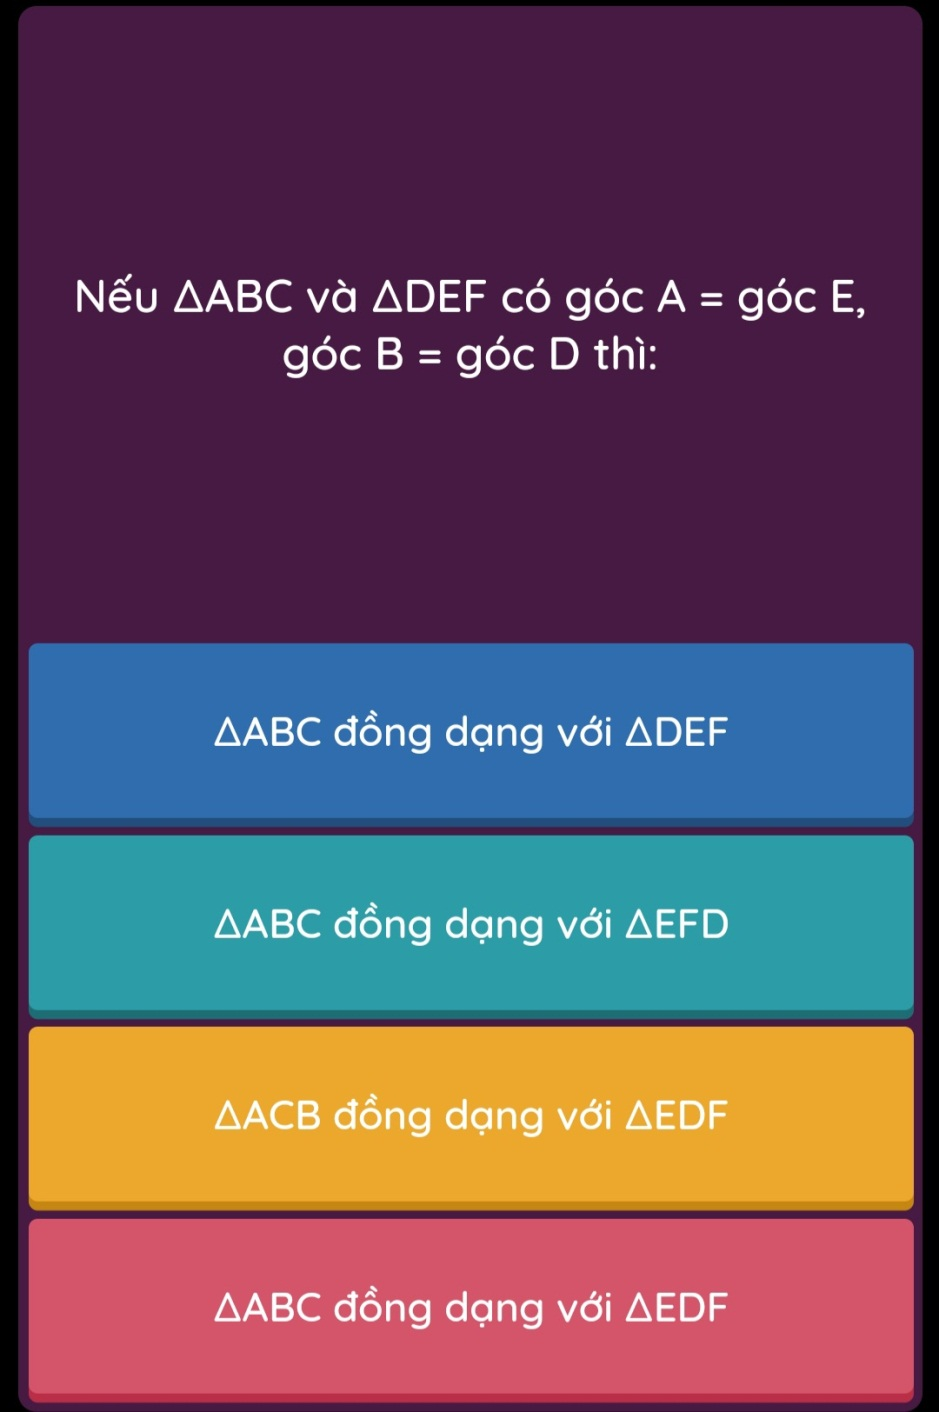 Nếu ΔABC và ΔDEF có góc A = góc E,
góc B = góc D thì:
ΔABC đồng dạng với ΔDEF
ΔABC đồng dạng với ΔEFD
ΔACB đồng dạng với ΔEDF
ΔABC đồng dạng với ΔEDF